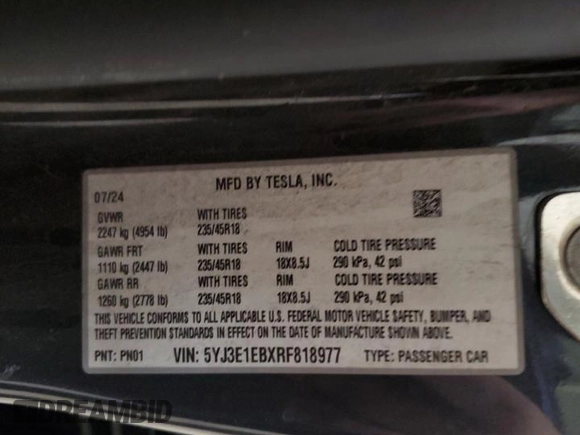 MFD BY TESLA, INC.
07/24
GVWR WITH TIRES
2247 kg (4954 lb) 235/45R18
GAWR FRT WITH TIRES RIM COLD TIRE PRESSURE
1110 kg (2447 lb) 235/45R18 18X8.5J 290 kPa, 42 psi
GAWR RR WITH TIRES RIM COLD TIRE PRESSURE
1260 kg (2778 lb) 235/45R18 18X8.5J 290 kPa, 42 psi
THIS VEHICLE CONFORMS TO ALL APPLICABLE U.S. FEDERAL MOTOR VEHICLE SAFETY, BUMPER, AND
THEFT PREVENTION STANDARDS IN EFFECT ON THE DATE OF MANUFACTURE SHOWN ABOVE.
PNT: PN01 VIN: 5YJ3E1EBXRF818977 TYPE: PASSENGER CAR
DREAMBID